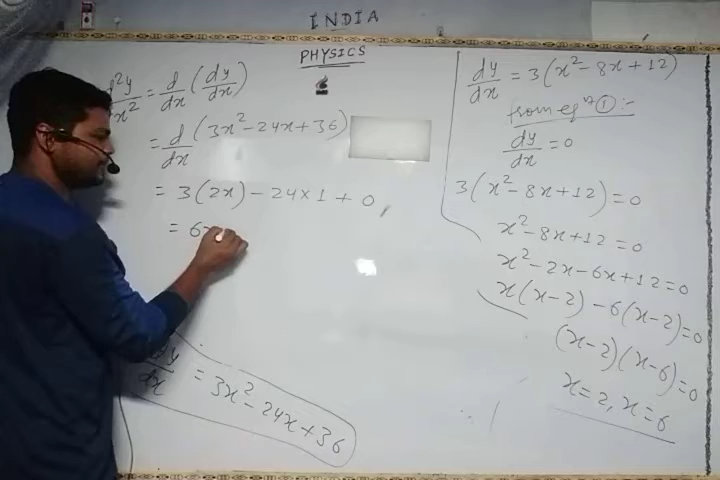 INDIA
PHYSICS
d²y/dx² = d/dx (dy/dx)
= d/dx (3x² - 24x + 36)
= 3(2x) - 24×1 + 0
= 6x
dy/dx = 3x² - 24x + 36
dy/dx = 3(x² - 8x + 12)
from eqⁿ ① :-
dy/dx = 0
3(x² - 8x + 12) = 0
x² - 8x + 12 = 0
x² - 2x - 6x + 12 = 0
x(x-2) - 6(x-2) = 0
(x-2)(x-6) = 0
x=2, x=6